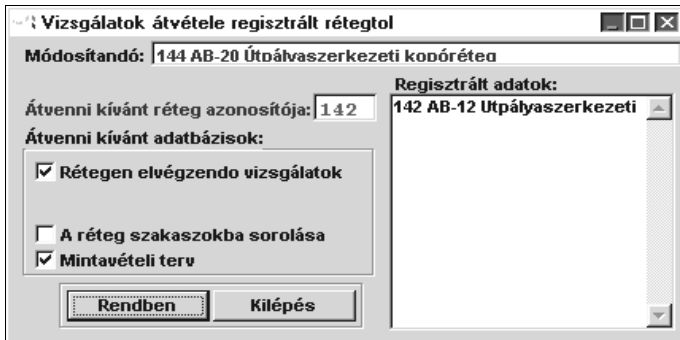 Vizsgálatok átvétele regisztrált rétegtol
Módosítandó: 144 AB-20 Útpályaszerkezeti kopóréteg
Regisztrált adatok:
142 AB-12 Utpályaszerkezeti
Átvenni kívánt réteg azonosítója: 142
Átvenni kívánt adatbázisok:
Rétegen elvégzendo vizsgálatok
A réteg szakaszokba sorolása
Mintavételi terv
Rendben Kilépés